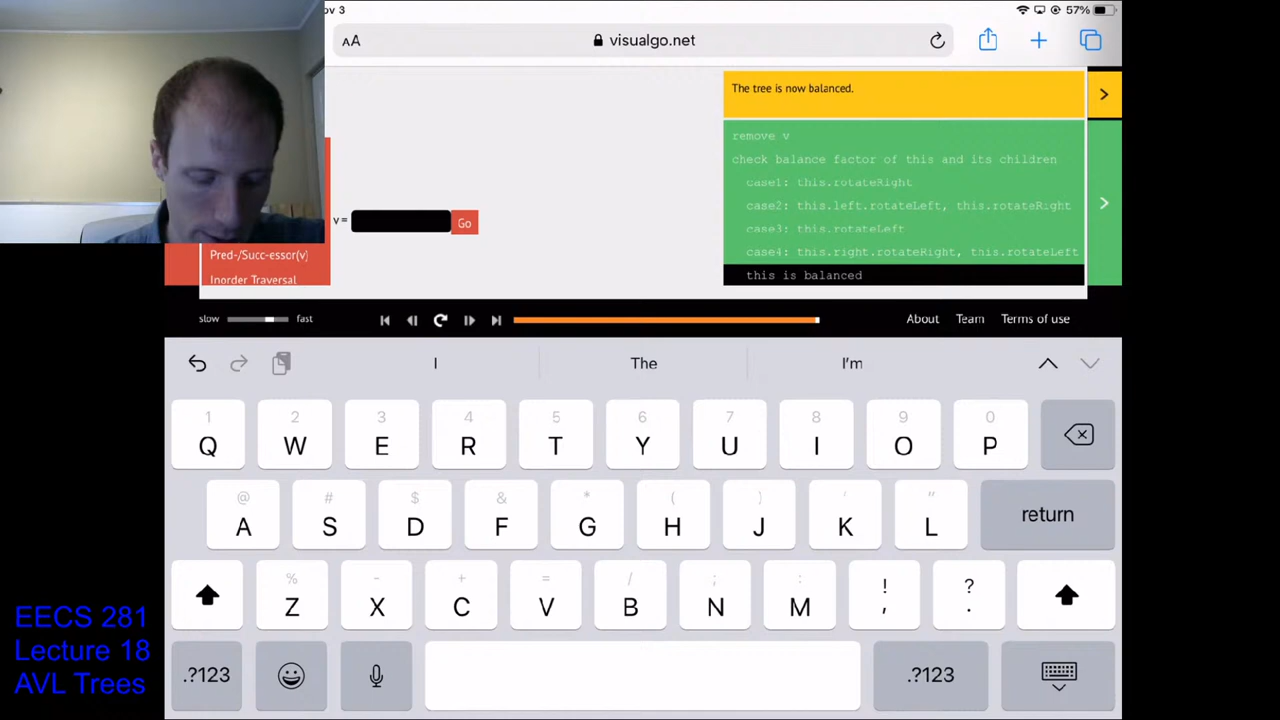 ov 3
57%
AA
visualgo.net
The tree is now balanced.
remove v
check balance factor of this and its children
case1: this.rotateRight
case2: this.left.rotateLeft, this.rotateRight
case3: this.rotateLeft
case4: this.right.rotateRight, this.rotateLeft
this is balanced
v =
Go
Pred-/Succ-essor(v)
Inorder Traversal
slow
fast
About
Team
Terms of use
I
The
I'm
1 2 3 4 5 6 7 8 9 0
Q W E R T Y U I O P
@ # $ & * ( ) ' "
A S D F G H J K L
return
% - + = / ; : ! ?
Z X C V B N M , .
.?123
.?123
EECS 281
Lecture 18
AVL Trees